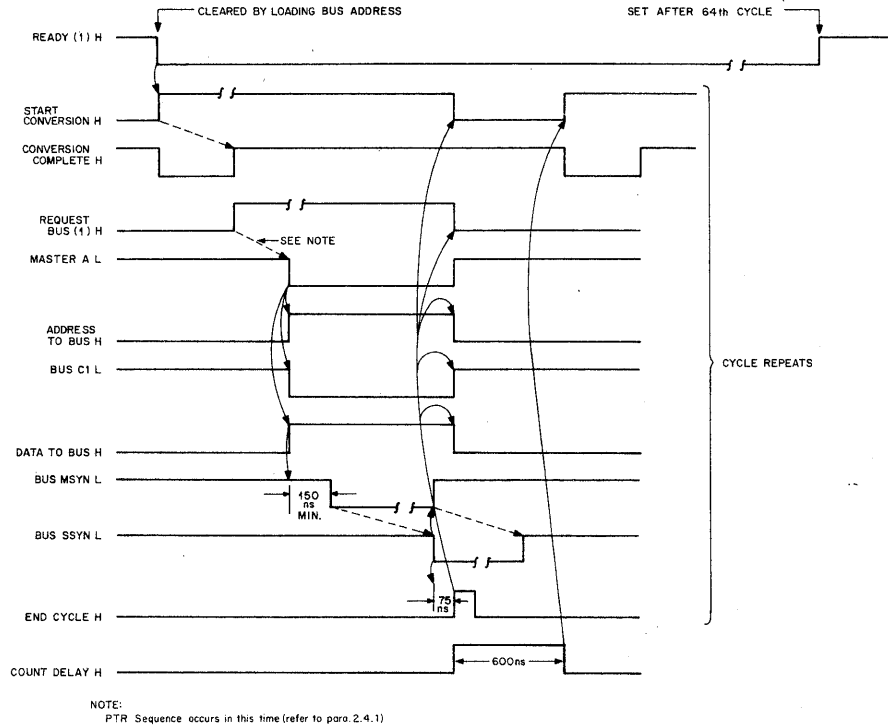 CLEARED BY LOADING BUS ADDRESS
SET AFTER 64th CYCLE
READY (1) H
START
CONVERSION H
CONVERSION
COMPLETE H
REQUEST
BUS (1) H
SEE NOTE
MASTER A L
ADDRESS
TO BUS H
BUS C1 L
CYCLE REPEATS
DATA TO BUS H
BUS MSYN L
150
ns
MIN.
BUS SSYN L
75
ns
END CYCLE H
600ns
COUNT DELAY H
NOTE:
PTR Sequence occurs in this time (refer to para. 2.4.1)